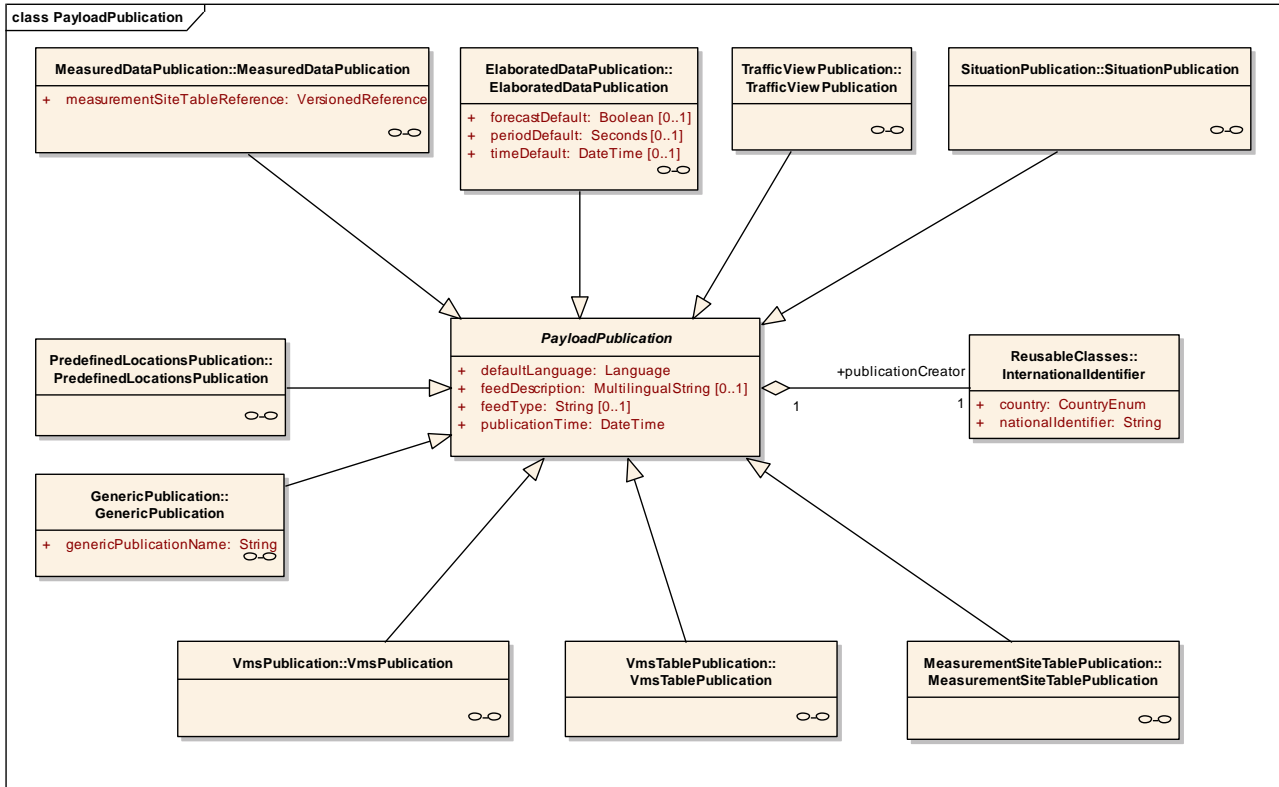 class PayloadPublication
MeasuredDataPublication::MeasuredDataPublication
+ measurementSiteTableReference: VersionedReference
ElaboratedDataPublication::
ElaboratedDataPublication
+ forecastDefault: Boolean [0..1]
+ periodDefault: Seconds [0..1]
+ timeDefault: DateTime [0..1]
TrafficViewPublication::
TrafficViewPublication
SituationPublication::SituationPublication
PredefinedLocationsPublication::
PredefinedLocationsPublication
PayloadPublication
+ defaultLanguage: Language
+ feedDescription: MultilingualString [0..1]
+ feedType: String [0..1]
+ publicationTime: DateTime
+publicationCreator
1
1
ReusableClasses::
InternationalIdentifier
+ country: CountryEnum
+ nationalIdentifier: String
GenericPublication::
GenericPublication
+ genericPublicationName: String
VmsPublication::VmsPublication
VmsTablePublication::
VmsTablePublication
MeasurementSiteTablePublication::
MeasurementSiteTablePublication